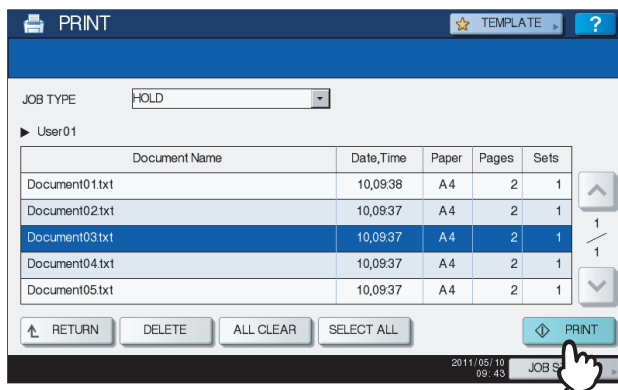 PRINT TEMPLATE ?
JOB TYPE HOLD
User01
Document Name Date,Time Paper Pages Sets
Document01.txt 10,09:38 A4 2 1
Document02.txt 10,09:37 A4 2 1
Document03.txt 10,09:37 A4 2 1
Document04.txt 10,09:37 A4 2 1
Document05.txt 10,09:37 A4 2 1
1
1
RETURN DELETE ALL CLEAR SELECT ALL PRINT
2011/05/10
09:43 JOB